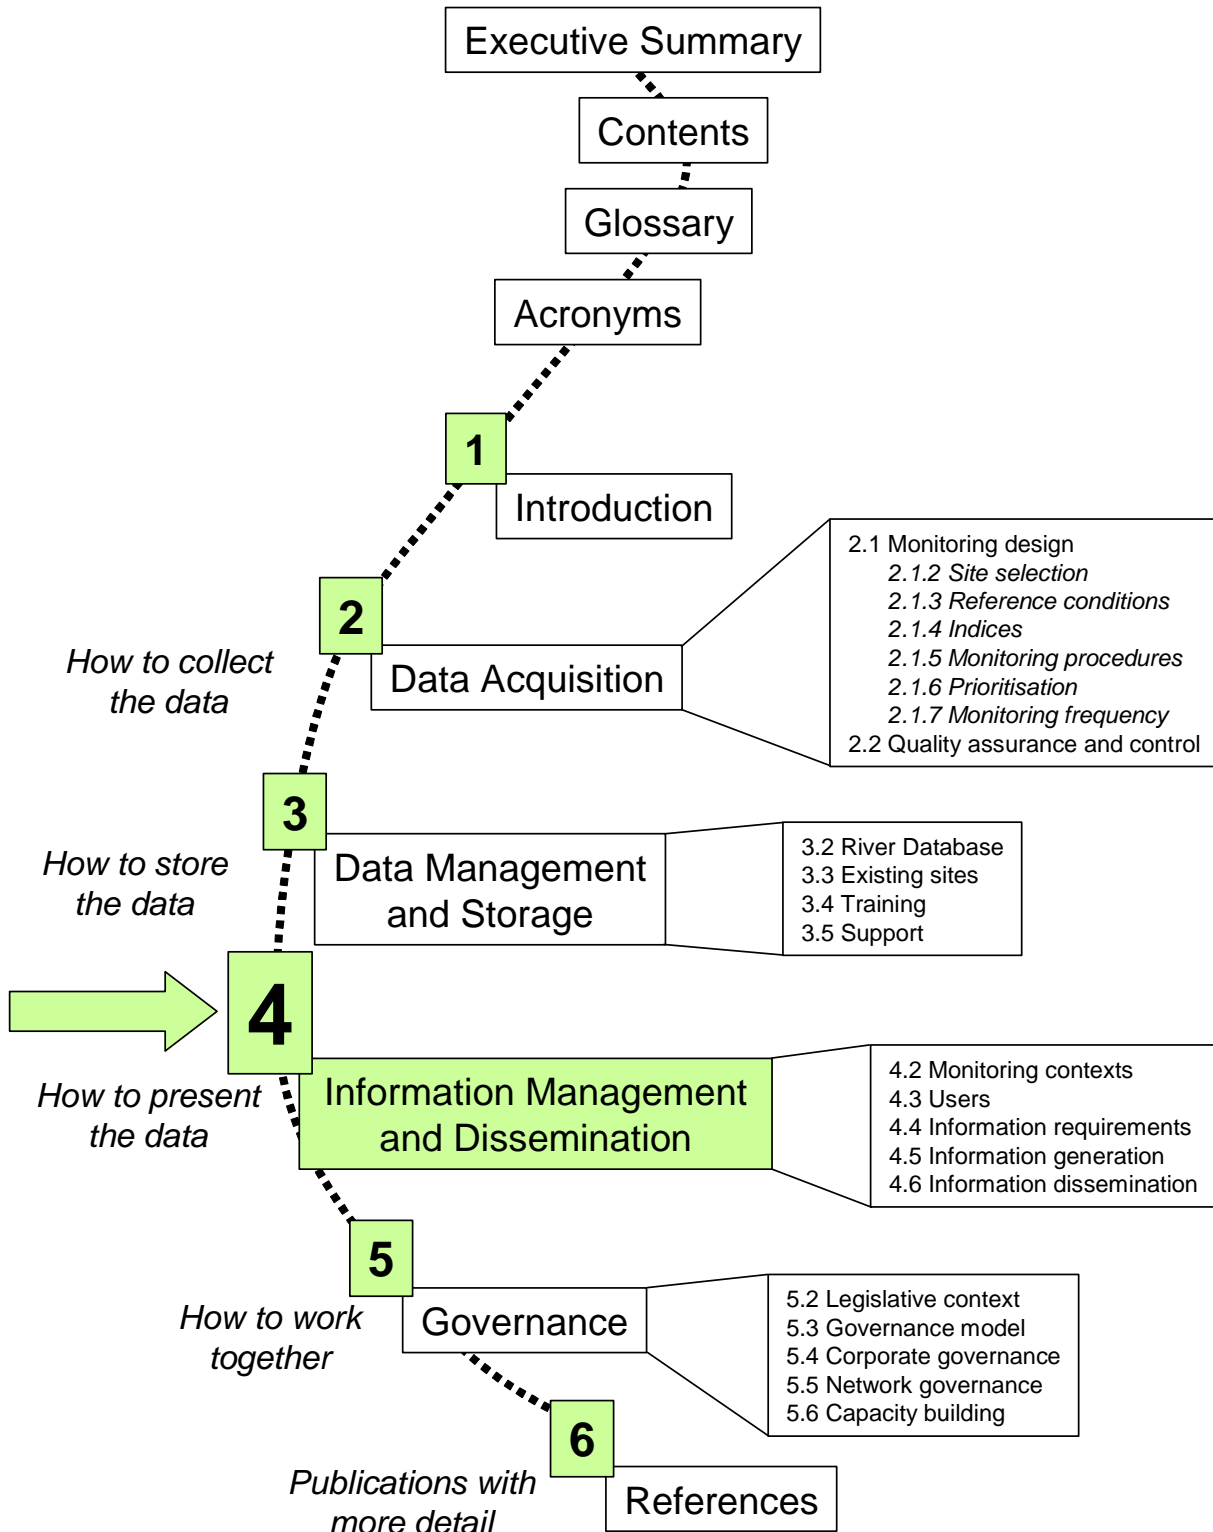 Executive Summary
Contents
Glossary
Acronyms
1
Introduction
2
How to collect
the data
Data Acquisition
2.1 Monitoring design
2.1.2 Site selection
2.1.3 Reference conditions
2.1.4 Indices
2.1.5 Monitoring procedures
2.1.6 Prioritisation
2.1.7 Monitoring frequency
2.2 Quality assurance and control
3
How to store
the data
Data Management
and Storage
3.2 River Database
3.3 Existing sites
3.4 Training
3.5 Support
4
How to present
the data
Information Management
and Dissemination
4.2 Monitoring contexts
4.3 Users
4.4 Information requirements
4.5 Information generation
4.6 Information dissemination
5
How to work
together
Governance
5.2 Legislative context
5.3 Governance model
5.4 Corporate governance
5.5 Network governance
5.6 Capacity building
6
Publications with
more detail
References